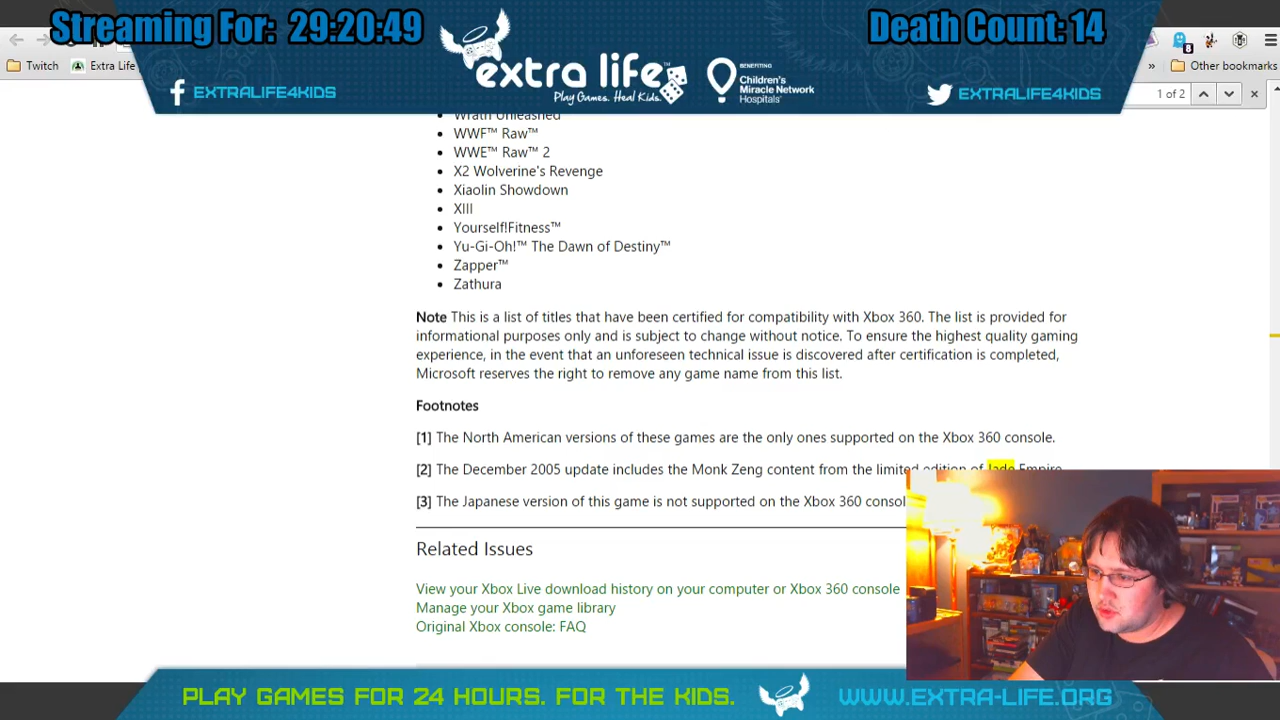 Streaming For: 29:20:49
Death Count: 14
extra life™
Play Games. Heal Kids.
BENEFITING
Children's
Miracle Network
Hospitals
8
Twitch
Extra Life
» Other bookmarks
EXTRALIFE4KIDS
EXTRALIFE4KIDS
1 of 2
Wrath Unleashed
• WWF™ Raw™
• WWE™ Raw™ 2
• X2 Wolverine's Revenge
• Xiaolin Showdown
• XIII
• Yourself!Fitness™
• Yu-Gi-Oh!™ The Dawn of Destiny™
• Zapper™
• Zathura
Note This is a list of titles that have been certified for compatibility with Xbox 360. The list is provided for
informational purposes only and is subject to change without notice. To ensure the highest quality gaming
experience, in the event that an unforeseen technical issue is discovered after certification is completed,
Microsoft reserves the right to remove any game name from this list.
Footnotes
[1] The North American versions of these games are the only ones supported on the Xbox 360 console.
[2] The December 2005 update includes the Monk Zeng content from the limited edition of Jade Empire
[3] The Japanese version of this game is not supported on the Xbox 360 consol
Related Issues
View your Xbox Live download history on your computer or Xbox 360 console
Manage your Xbox game library
Original Xbox console: FAQ
PLAY GAMES FOR 24 HOURS. FOR THE KIDS.
WWW.EXTRA-LIFE.ORG